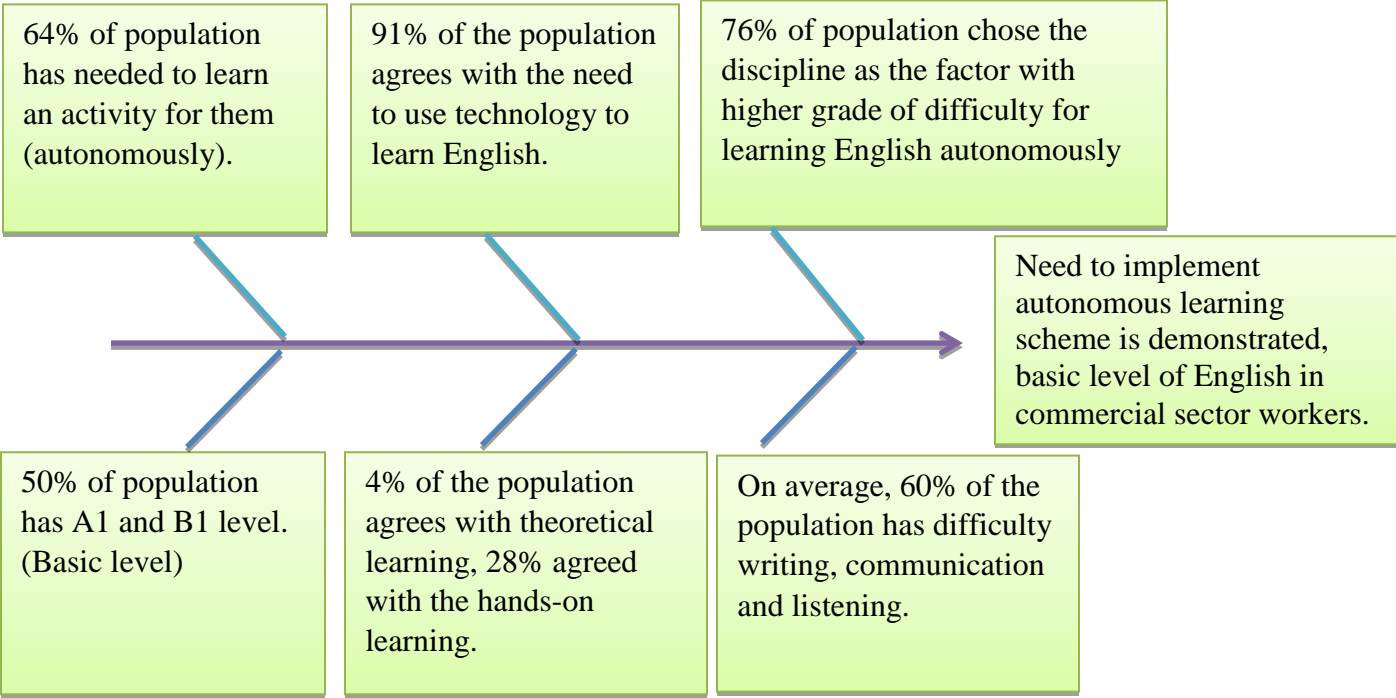 64% of population
has needed to learn
an activity for them
(autonomously).
91% of the population
agrees with the need
to use technology to
learn English.
76% of population chose the
discipline as the factor with
higher grade of difficulty for
learning English autonomously
Need to implement
autonomous learning
scheme is demonstrated,
basic level of English in
commercial sector workers.
50% of population
has A1 and B1 level.
(Basic level)
4% of the population
agrees with theoretical
learning, 28% agreed
with the hands-on
learning.
On average, 60% of the
population has difficulty
writing, communication
and listening.